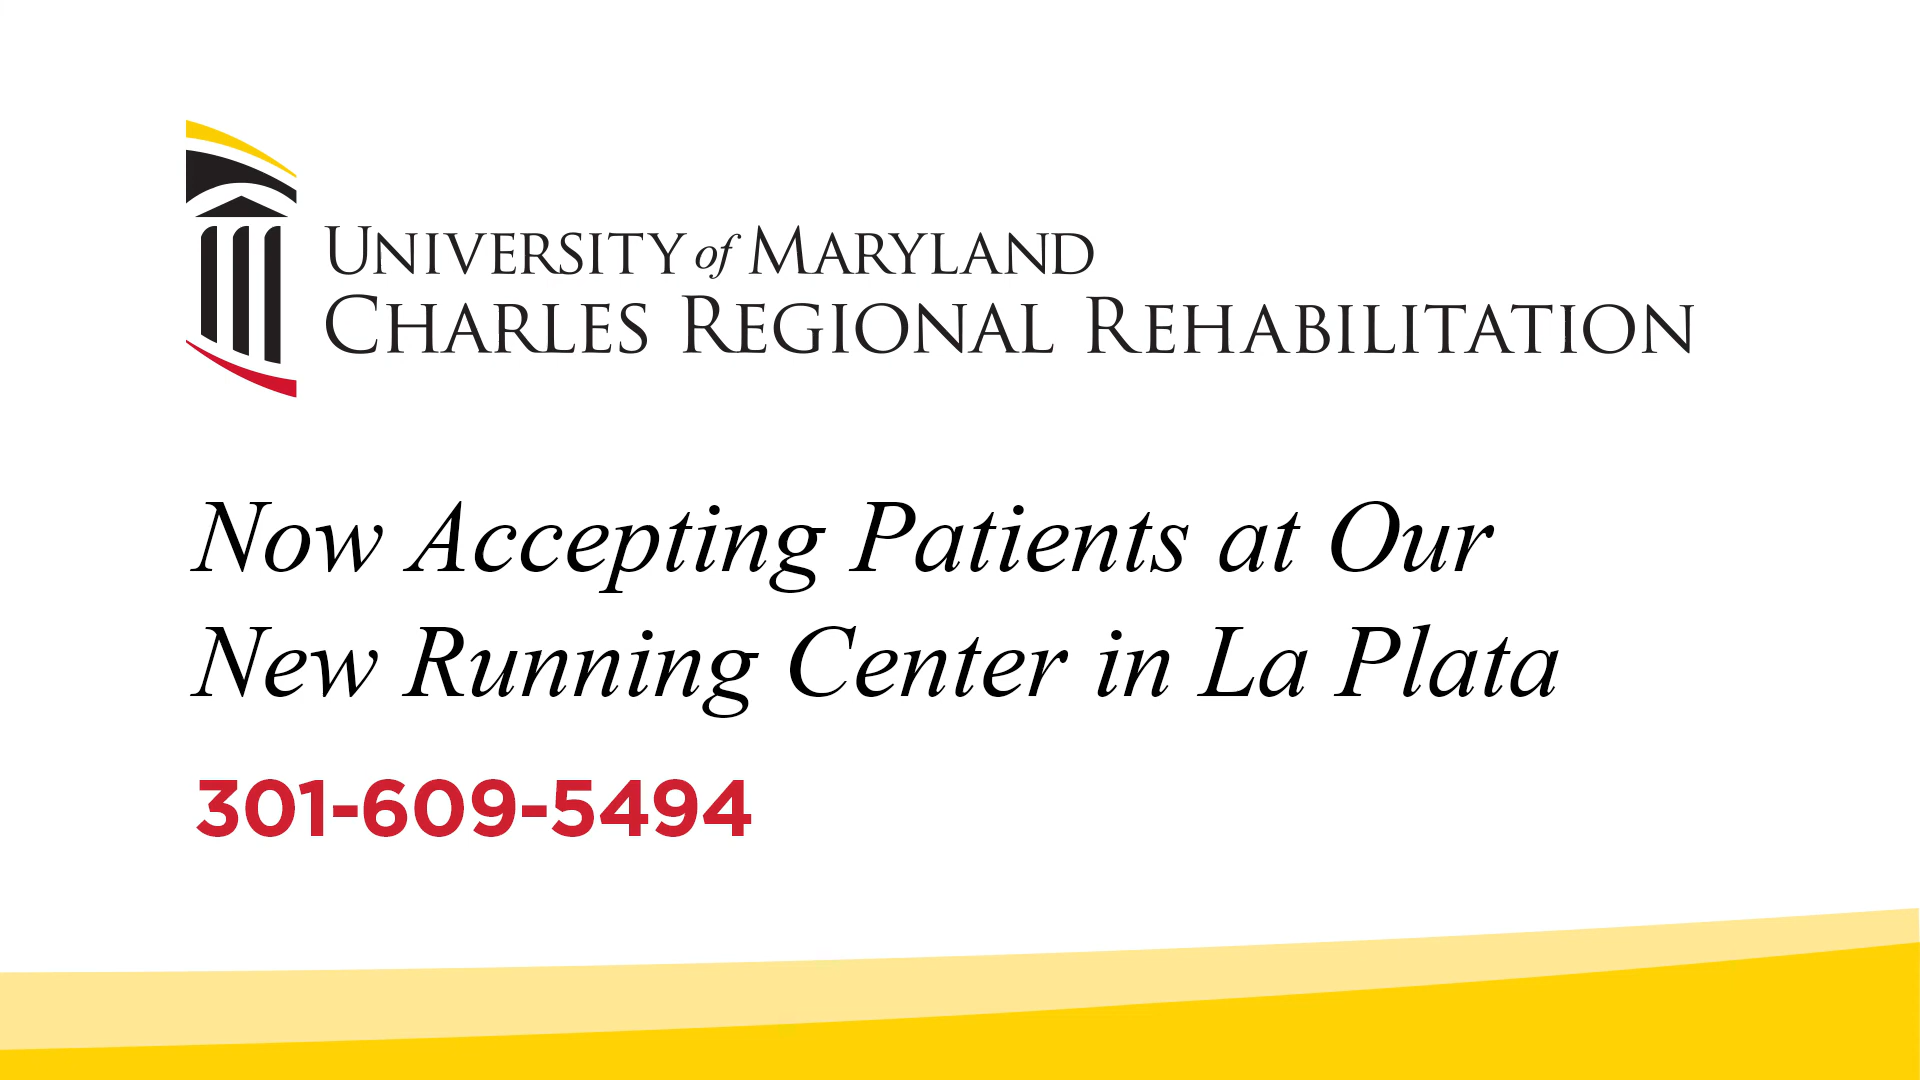 University of Maryland
Charles Regional Rehabilitation
Now Accepting Patients at Our
New Running Center in La Plata
301-609-5494